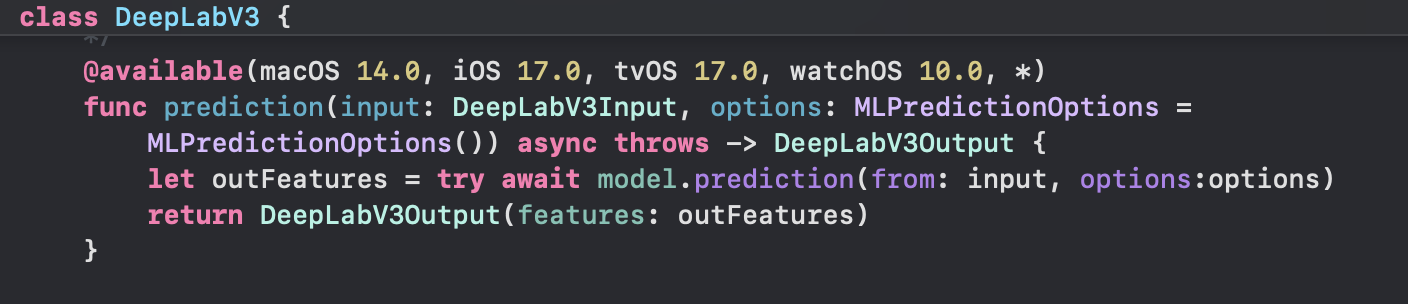 class DeepLabV3 {
*/
@available(macOS 14.0, iOS 17.0, tvOS 17.0, watchOS 10.0, *)
func prediction(input: DeepLabV3Input, options: MLPredictionOptions =
MLPredictionOptions()) async throws -> DeepLabV3Output {
let outFeatures = try await model.prediction(from: input, options:options)
return DeepLabV3Output(features: outFeatures)
}